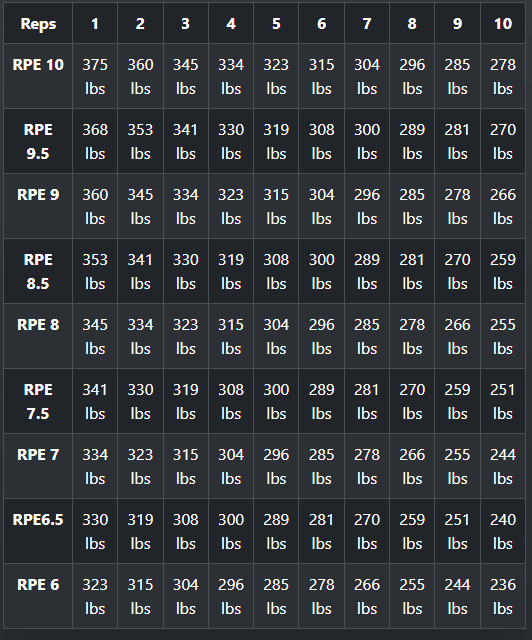 Reps 1 2 3 4 5 6 7 8 9 10
RPE 10 375 360 345 334 323 315 304 296 285 278
lbs lbs lbs lbs lbs lbs lbs lbs lbs lbs
RPE 368 353 341 330 319 308 300 289 281 270
9.5 lbs lbs lbs lbs lbs lbs lbs lbs lbs lbs
RPE 9 360 345 334 323 315 304 296 285 278 266
lbs lbs lbs lbs lbs lbs lbs lbs lbs lbs
RPE 353 341 330 319 308 300 289 281 270 259
8.5 lbs lbs lbs lbs lbs lbs lbs lbs lbs lbs
RPE 8 345 334 323 315 304 296 285 278 266 255
lbs lbs lbs lbs lbs lbs lbs lbs lbs lbs
RPE 341 330 319 308 300 289 281 270 259 251
7.5 lbs lbs lbs lbs lbs lbs lbs lbs lbs lbs
RPE 7 334 323 315 304 296 285 278 266 255 244
lbs lbs lbs lbs lbs lbs lbs lbs lbs lbs
RPE6.5 330 319 308 300 289 281 270 259 251 240
lbs lbs lbs lbs lbs lbs lbs lbs lbs lbs
RPE 6 323 315 304 296 285 278 266 255 244 236
lbs lbs lbs lbs lbs lbs lbs lbs lbs lbs